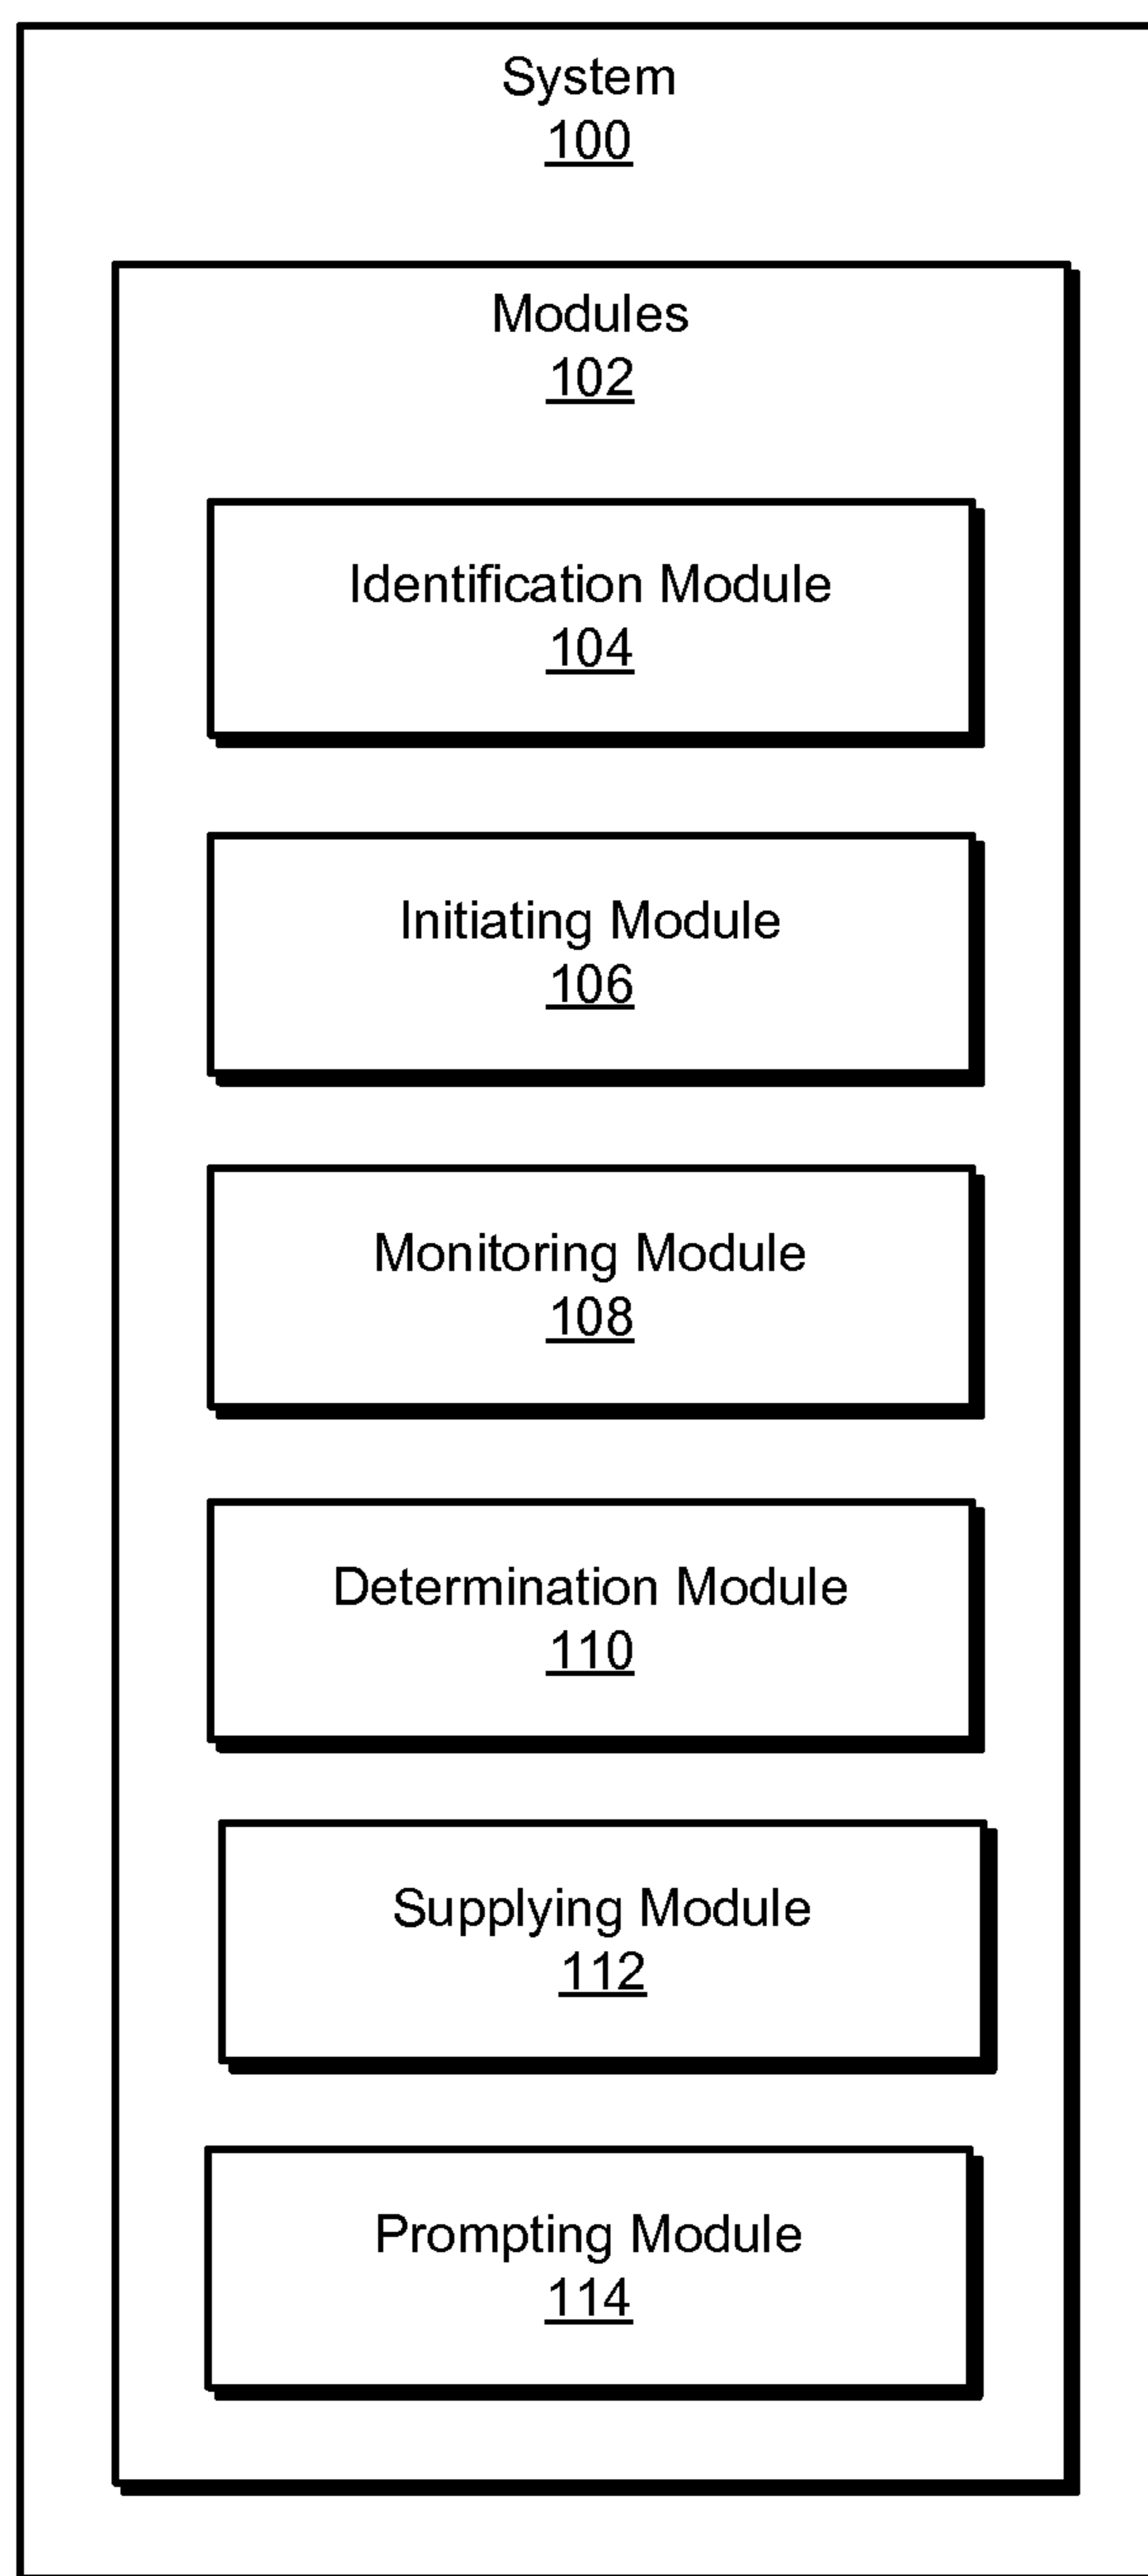 System
100
Modules
102
Identification Module
104
Initiating Module
106
Monitoring Module
108
Determination Module
110
Supplying Module
112
Prompting Module
114